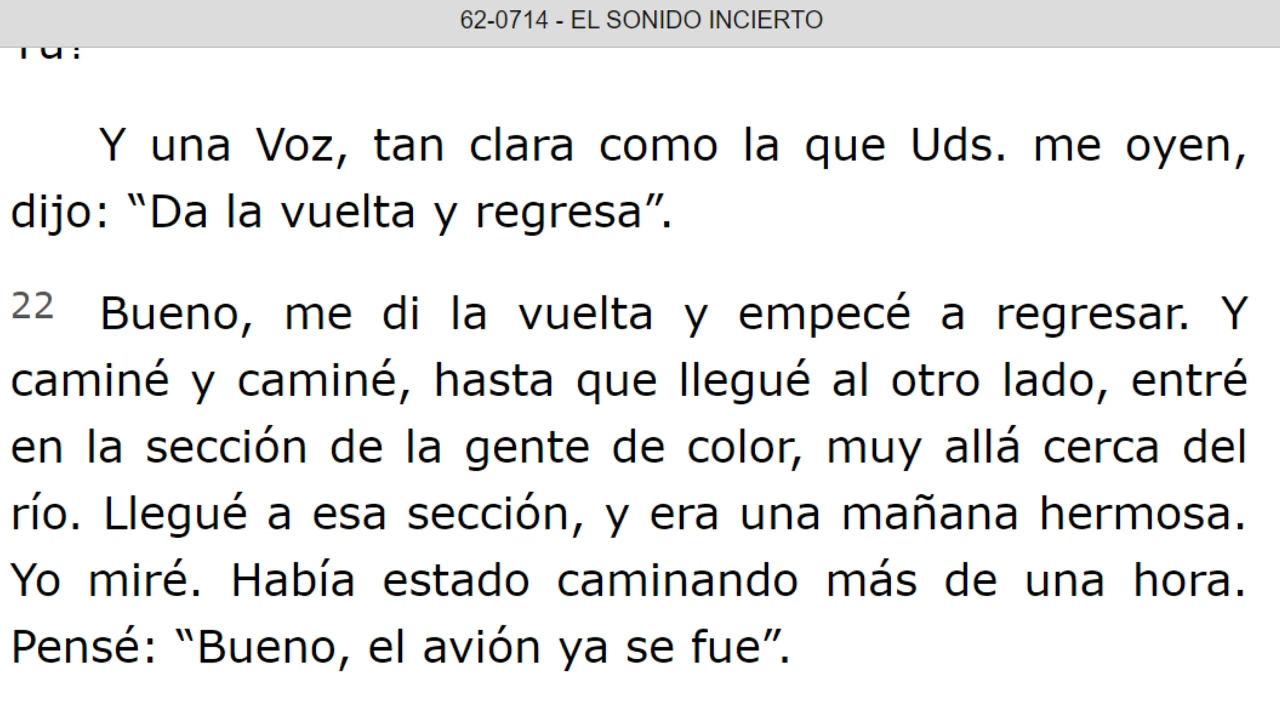 62-0714 - EL SONIDO INCIERTO
Y una Voz, tan clara como la que Uds. me oyen,
dijo: “Da la vuelta y regresa”.
22 Bueno, me di la vuelta y empecé a regresar. Y
caminé y caminé, hasta que llegué al otro lado, entré
en la sección de la gente de color, muy allá cerca del
río. Llegué a esa sección, y era una mañana hermosa.
Yo miré. Había estado caminando más de una hora.
Pensé: “Bueno, el avión ya se fue”.